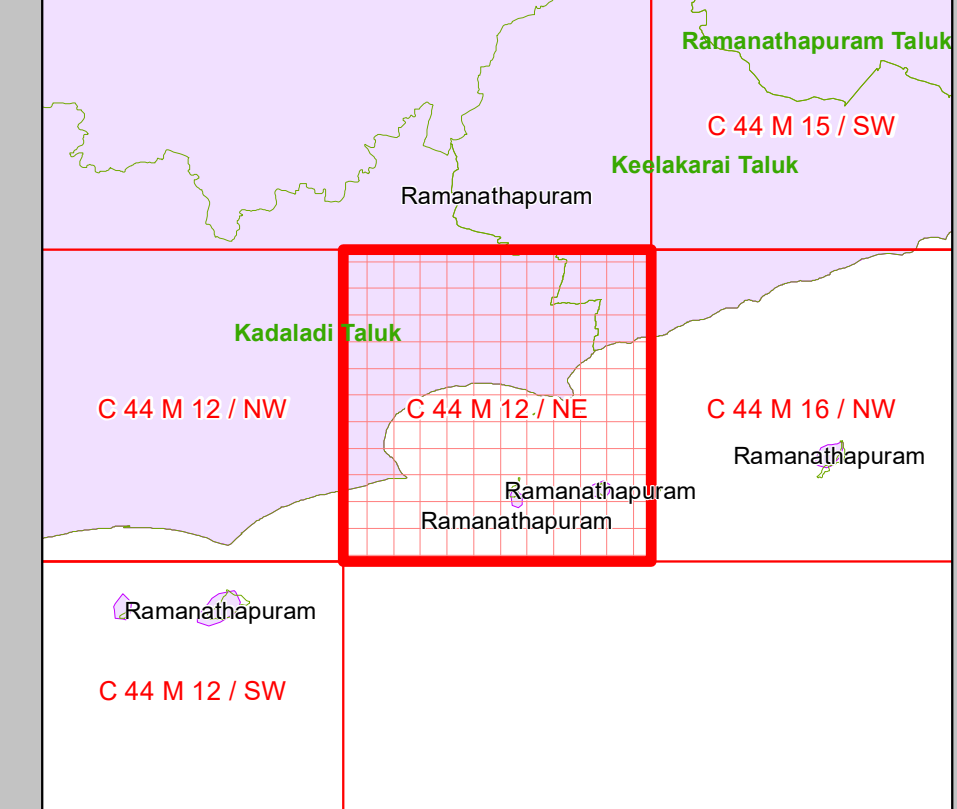 Ramanathapuram Taluk
C 44 M 15 / SW
Keelakarai Taluk
Ramanathapuram
Kadaladi Taluk
C 44 M 12 / NW
C 44 M 12 / NE
C 44 M 16 / NW
Ramanathapuram
Ramanathapuram
Ramanathapuram
Ramanathapuram
C 44 M 12 / SW